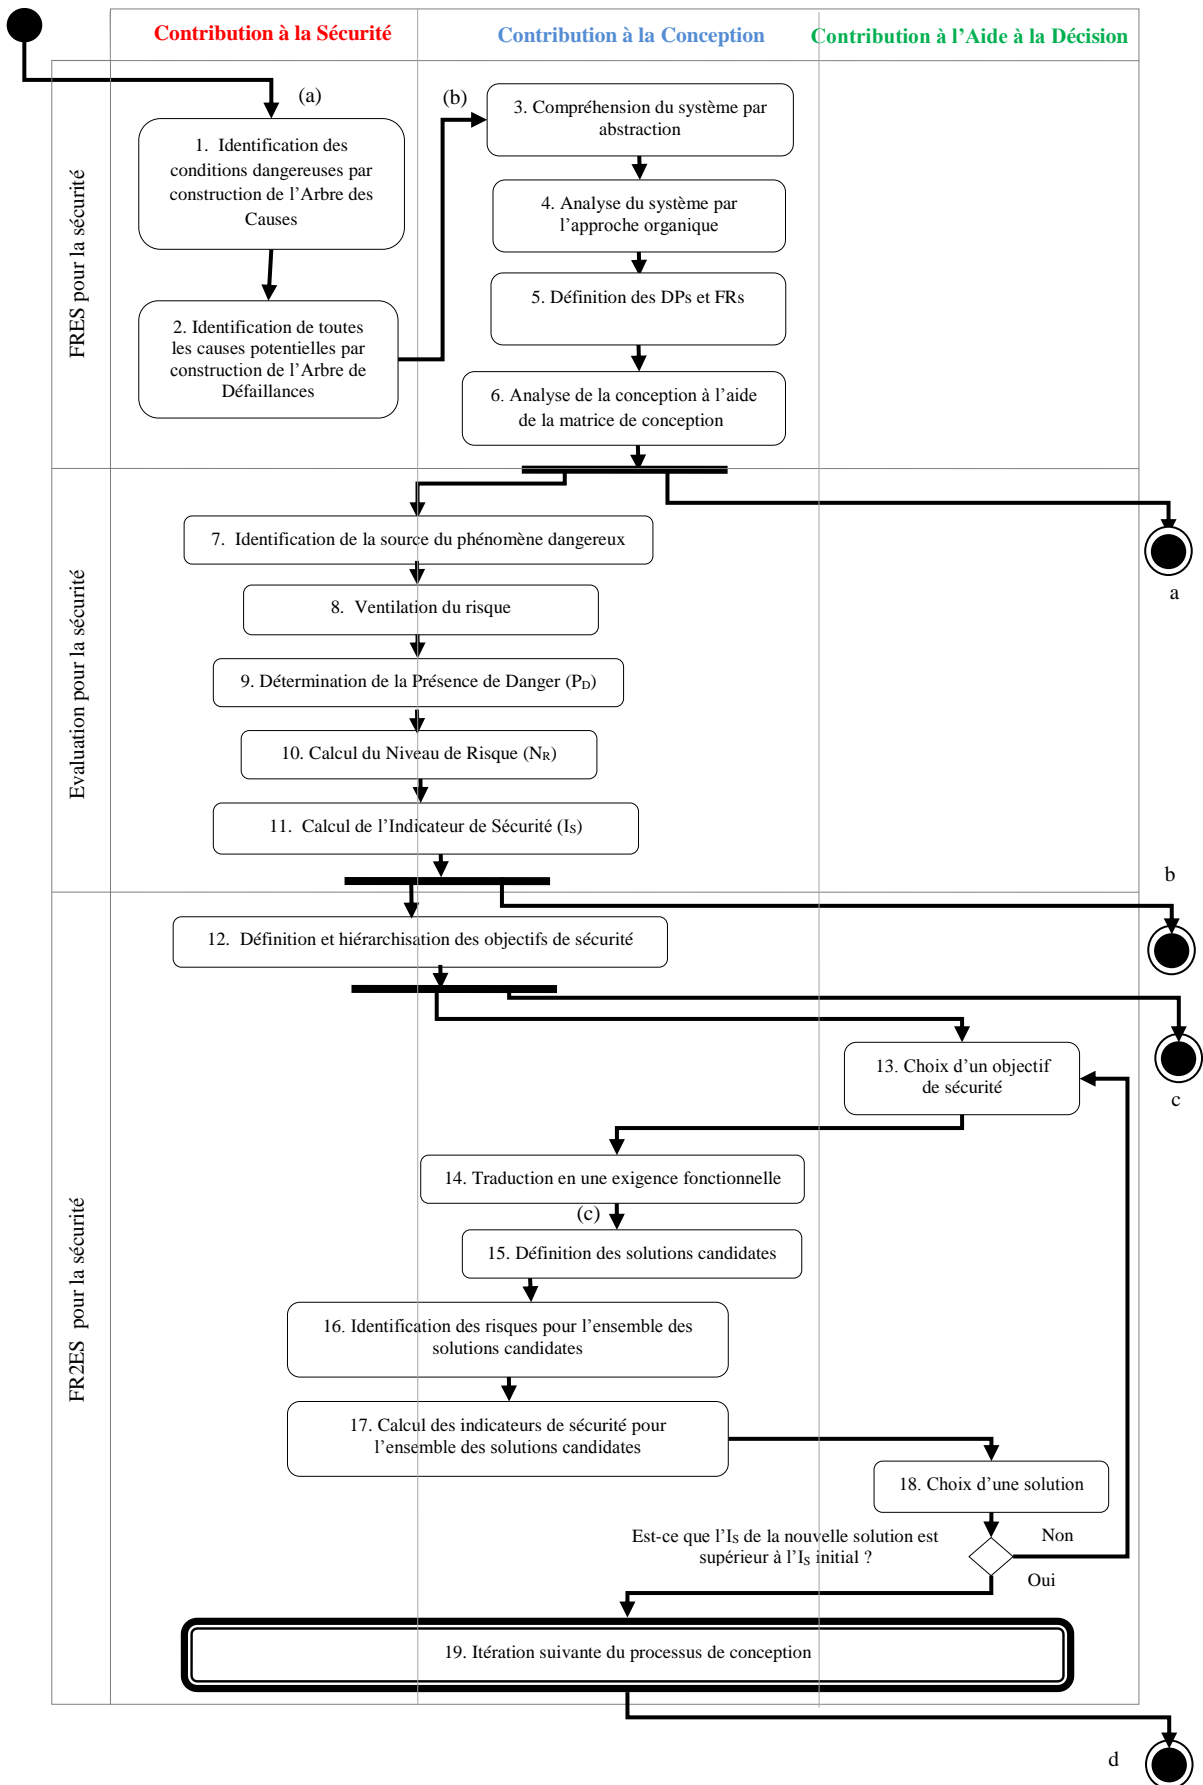 Contribution à la Sécurité
Contribution à la Conception
Contribution à l'Aide à la Décision
FRES pour la sécurité
(a)
(b)
1. Identification des
conditions dangereuses par
construction de l'Arbre des
Causes
2. Identification de toutes
les causes potentielles par
construction de l'Arbre de
Défaillances
3. Compréhension du système par
abstraction
4. Analyse du système par
l'approche organique
5. Définition des DPs et FRs
6. Analyse de la conception à l'aide
de la matrice de conception
Evaluation pour la sécurité
7. Identification de la source du phénomène dangereux
a
8. Ventilation du risque
9. Détermination de la Présence de Danger (PD)
10. Calcul du Niveau de Risque (NR)
11. Calcul de l'Indicateur de Sécurité (IS)
b
FR2ES pour la sécurité
12. Définition et hiérarchisation des objectifs de sécurité
13. Choix d'un objectif
de sécurité
c
14. Traduction en une exigence fonctionnelle
(c)
15. Définition des solutions candidates
16. Identification des risques pour l'ensemble des
solutions candidates
17. Calcul des indicateurs de sécurité pour
l'ensemble des solutions candidates
18. Choix d'une solution
Est-ce que l'IS de la nouvelle solution est
supérieur à l'IS initial ?
Non
Oui
19. Itération suivante du processus de conception
d